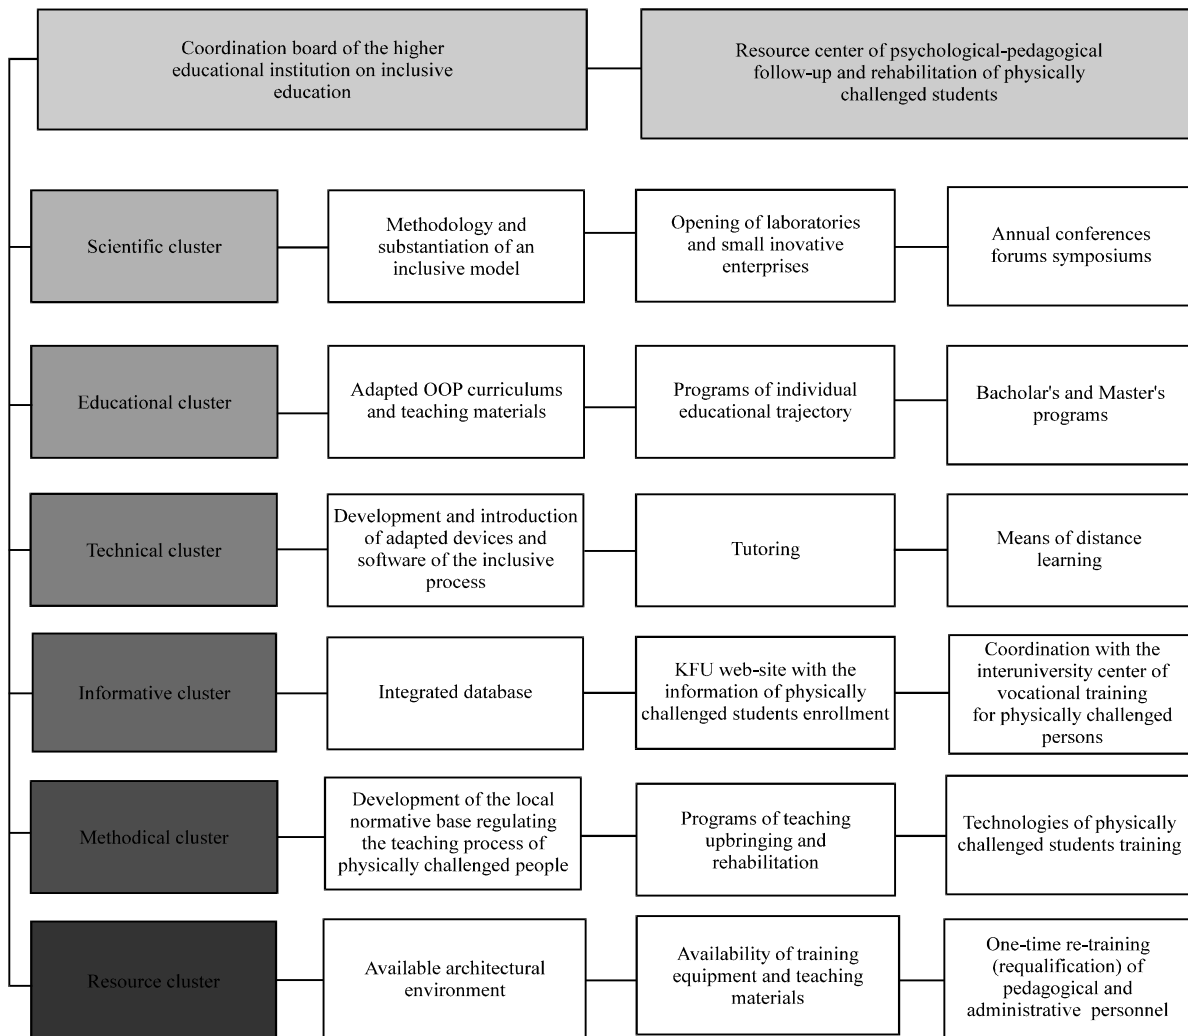 Coordination board of the higher
educational institution on inclusive
education
Resource center of psychological-pedagogical
follow-up and rehabilitation of physically
challenged students
Scientific cluster
Methodology and
substantiation of an
inclusive model
Opening of laboratories
and small inovative
enterprises
Annual conferences
forums symposiums
Educational cluster
Adapted OOP curriculums
and teaching materials
Programs of individual
educational trajectory
Bacholar's and Master's
programs
Technical cluster
Development and introduction
of adapted devices and
software of the inclusive
process
Tutoring
Means of distance
learning
Informative cluster
Integrated database
KFU web-site with the
information of physically
challenged students enrollment
Coordination with the
interuniversity center of
vocational training
for physically challenged
persons
Methodical cluster
Development of the local
normative base regulating
the teaching process of
physically challenged people
Programs of teaching
upbringing and
rehabilitation
Technologies of physically
challenged students training
Resource cluster
Available architectural
environment
Availability of training
equipment and teaching
materials
One-time re-training
(requalification) of
pedagogical and
administrative personnel